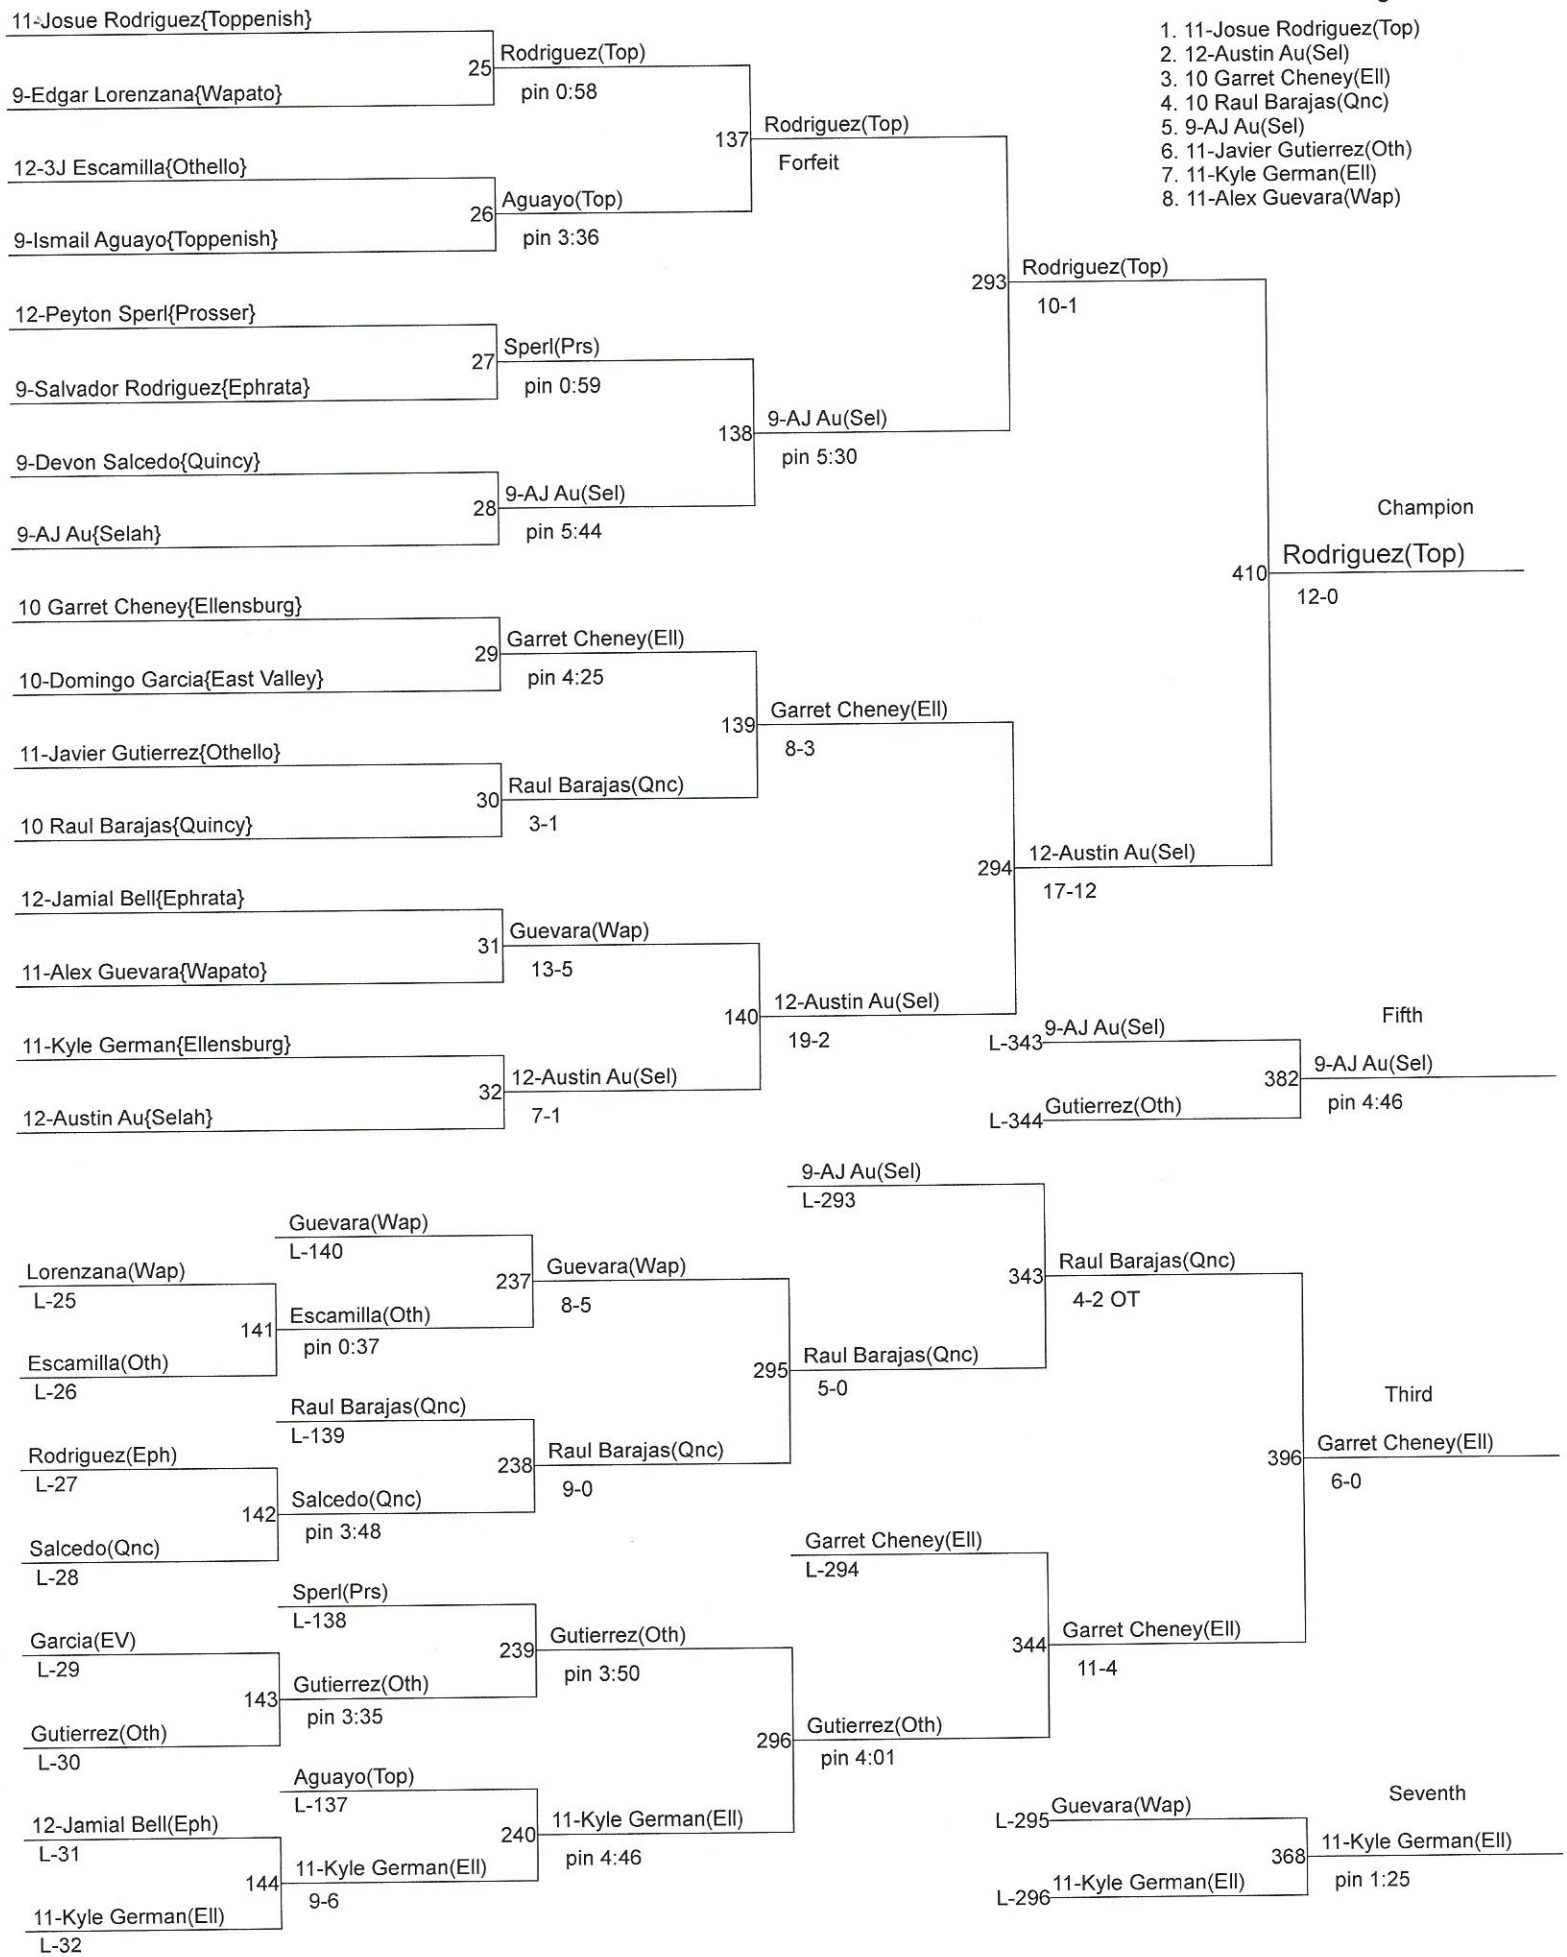 11-Josue Rodriguez{Toppenish}
25
Rodriguez(Top)
pin 0:58
9-Edgar Lorenzana{Wapato}
137
Rodriguez(Top)
Forfeit
12-3J Escamilla{Othello}
26
Aguayo(Top)
pin 3:36
9-Ismail Aguayo{Toppenish}
293
Rodriguez(Top)
10-1
12-Peyton Sperl{Prosser}
27
Sperl(Prs)
pin 0:59
9-Salvador Rodriguez{Ephrata}
138
9-AJ Au(Sel)
pin 5:30
9-Devon Salcedo{Quincy}
28
9-AJ Au(Sel)
pin 5:44
9-AJ Au{Selah}
1. 11-Josue Rodriguez(Top)
2. 12-Austin Au(Sel)
3. 10 Garret Cheney(Ell)
4. 10 Raul Barajas(Qnc)
5. 9-AJ Au(Sel)
6. 11-Javier Gutierrez(Oth)
7. 11-Kyle German(Ell)
8. 11-Alex Guevara(Wap)
Champion
410
Rodriguez(Top)
12-0
10 Garret Cheney{Ellensburg}
29
Garret Cheney(Ell)
pin 4:25
10-Domingo Garcia{East Valley}
139
Garret Cheney(Ell)
8-3
11-Javier Gutierrez{Othello}
30
Raul Barajas(Qnc)
3-1
10 Raul Barajas{Quincy}
294
12-Austin Au(Sel)
17-12
12-Jamial Bell{Ephrata}
31
Guevara(Wap)
13-5
11-Alex Guevara{Wapato}
140
12-Austin Au(Sel)
19-2
11-Kyle German{Ellensburg}
32
12-Austin Au(Sel)
7-1
12-Austin Au{Selah}
Fifth
L-343
9-AJ Au(Sel)
382
9-AJ Au(Sel)
pin 4:46
L-344
Gutierrez(Oth)
9-AJ Au(Sel)
L-293
Guevara(Wap)
L-140
Lorenzana(Wap)
L-25
237
Guevara(Wap)
8-5
141
Escamilla(Oth)
pin 0:37
Escamilla(Oth)
L-26
343
Raul Barajas(Qnc)
4-2 OT
295
Raul Barajas(Qnc)
5-0
Raul Barajas(Qnc)
L-139
Rodriguez(Eph)
L-27
238
Raul Barajas(Qnc)
9-0
142
Salcedo(Qnc)
pin 3:48
Salcedo(Qnc)
L-28
Third
396
Garret Cheney(Ell)
6-0
Garret Cheney(Ell)
L-294
Sperl(Prs)
L-138
Garcia(EV)
L-29
239
Gutierrez(Oth)
pin 3:50
143
Gutierrez(Oth)
pin 3:35
Gutierrez(Oth)
L-30
344
Garret Cheney(Ell)
11-4
296
Gutierrez(Oth)
pin 4:01
Aguayo(Top)
L-137
12-Jamial Bell(Eph)
L-31
240
11-Kyle German(Ell)
pin 4:46
144
11-Kyle German(Ell)
9-6
11-Kyle German(Ell)
L-32
Seventh
L-295
Guevara(Wap)
368
11-Kyle German(Ell)
pin 1:25
L-296
11-Kyle German(Ell)